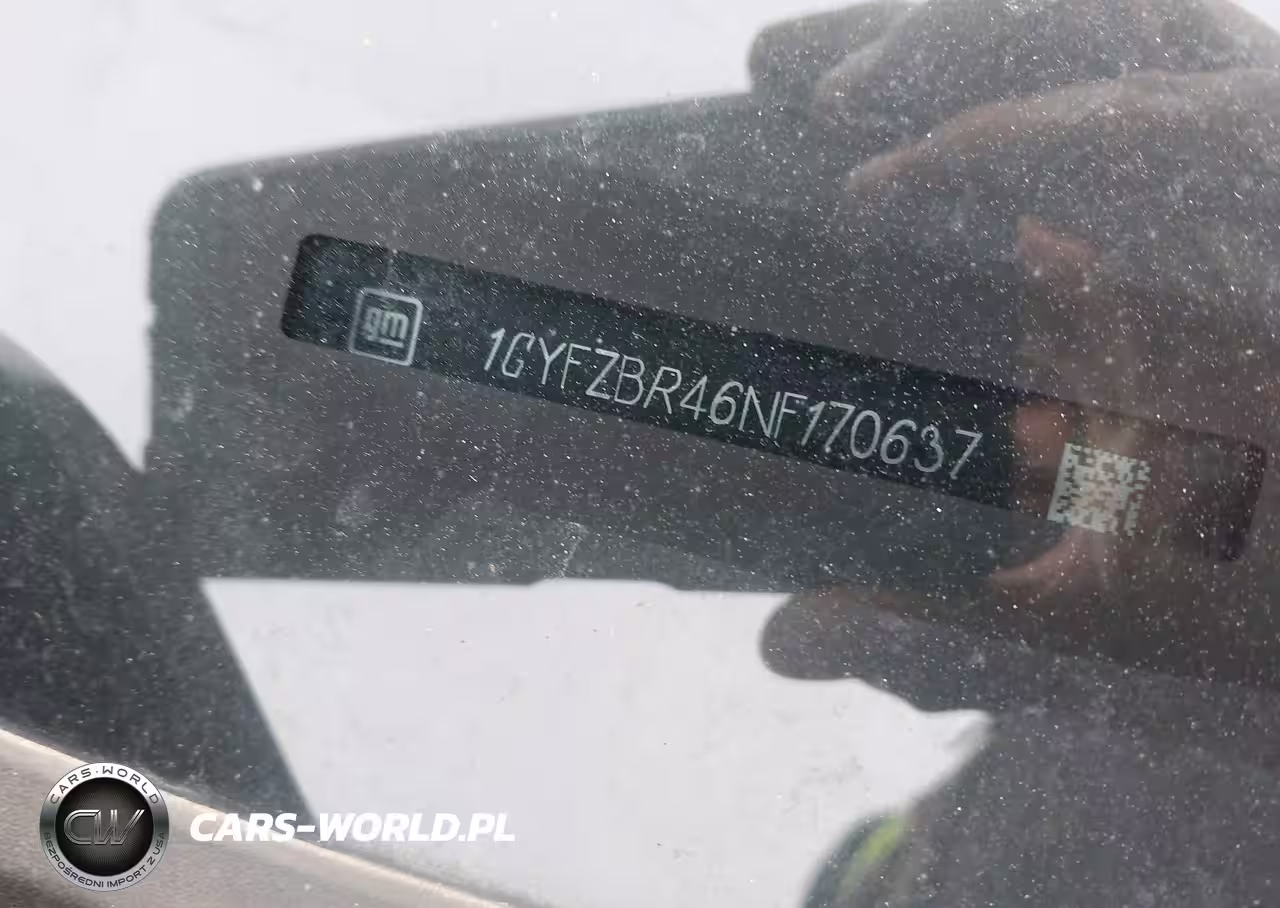 gm 1GYFZBR46NF170637
CARS-WORLD
CW
BEZPOŚREDNI IMPORT Z USA
CARS-WORLD.PL